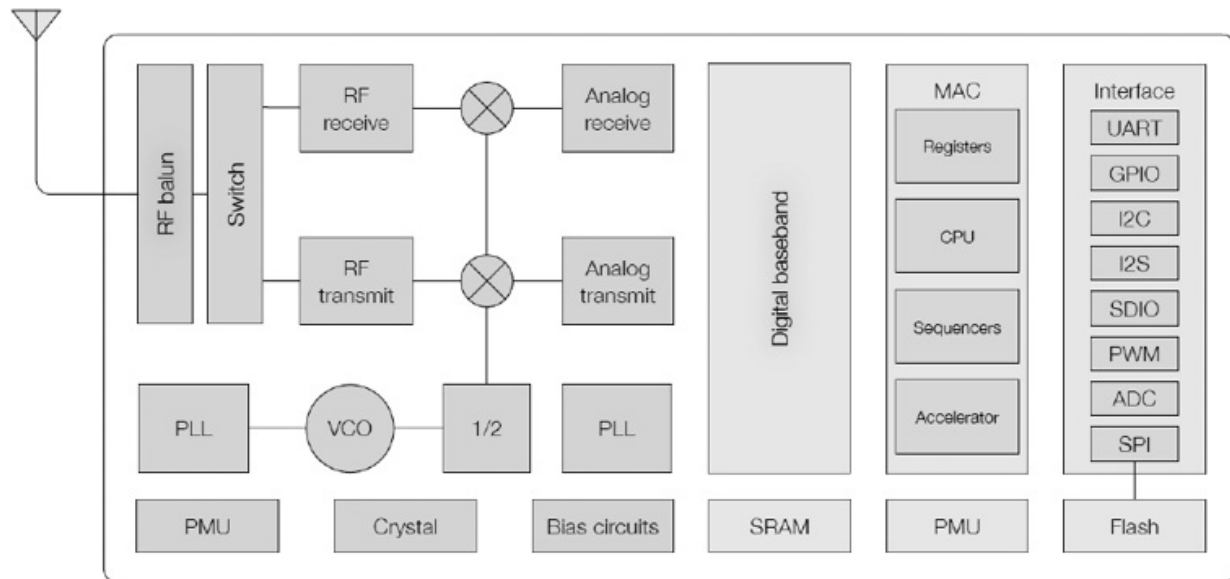 RF balun
Switch
RF
receive
Analog
receive
RF
transmit
Analog
transmit
PLL
VCO
1/2
PLL
PMU
Crystal
Bias circuits
Digital baseband
SRAM
MAC
Registers
CPU
Sequencers
Accelerator
PMU
Interface
UART
GPIO
I2C
I2S
SDIO
PWM
ADC
SPI
Flash